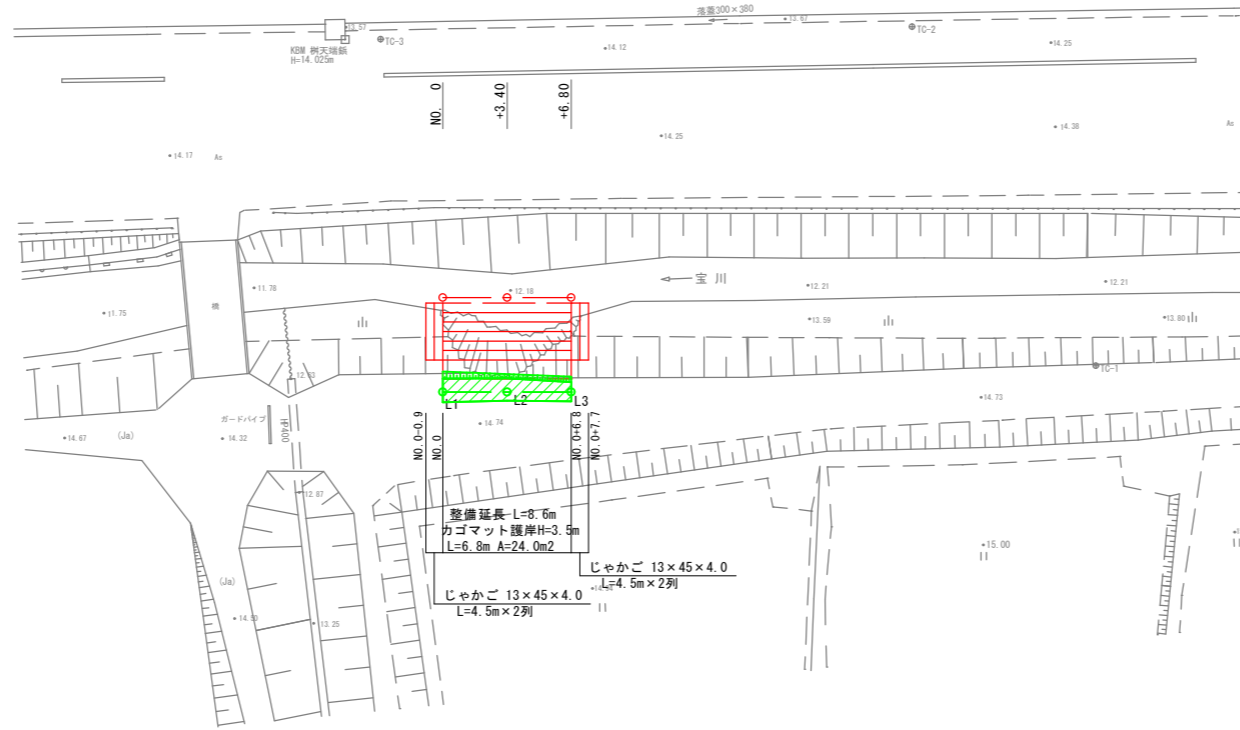 落蓋300×380
13.67
13.57
TC-3
TC-2
KBM 桝天端鋲
H=14.025m
14.12
14.25
NO. 0
+3.40
+6.80
14.25
14.38
As
14.17
As
宝 川
11.78
12.18
12.21
12.21
橋
11.75
13.59
13.80
12.03
TC-1
L1
L2
L3
14.73
ガードパイプ
HP400
14.74
(Ja)
14.67
14.32
NO.0-0.9
NO.0
NO.0+6.8
NO.0+7.7
12.87
整備延長 L=8.6m
カゴマット護岸H=3.5m
L=6.8m A=24.0m2
15.00
じゃかご 13×45×4.0
L=4.5m×2列
(Ja)
じゃかご 13×45×4.0
L=4.5m×2列
14.50
13.25